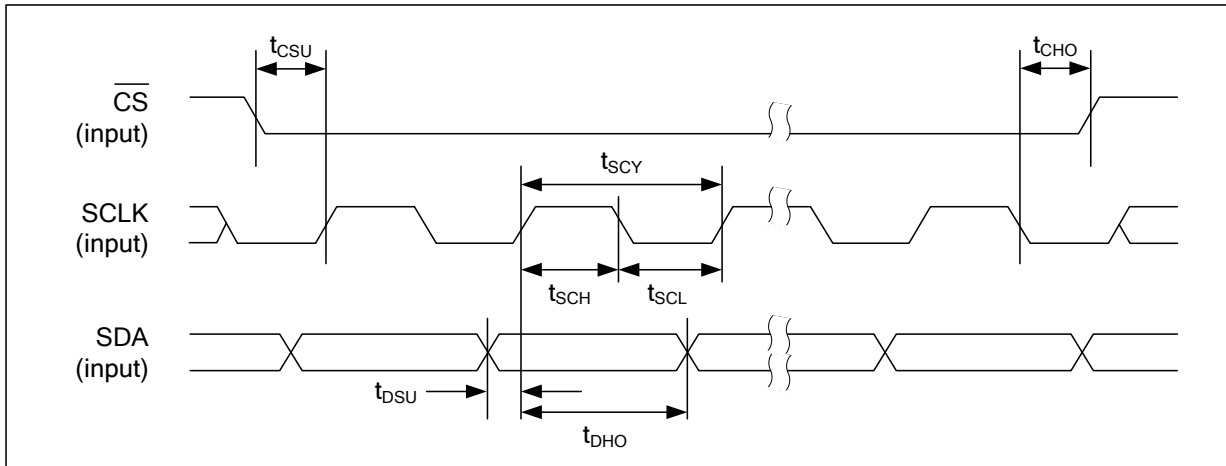 tCSU
tCHO
CS
(input)
tSCY
SCLK
(input)
tSCH
tSCL
SDA
(input)
tDSU
tDHO